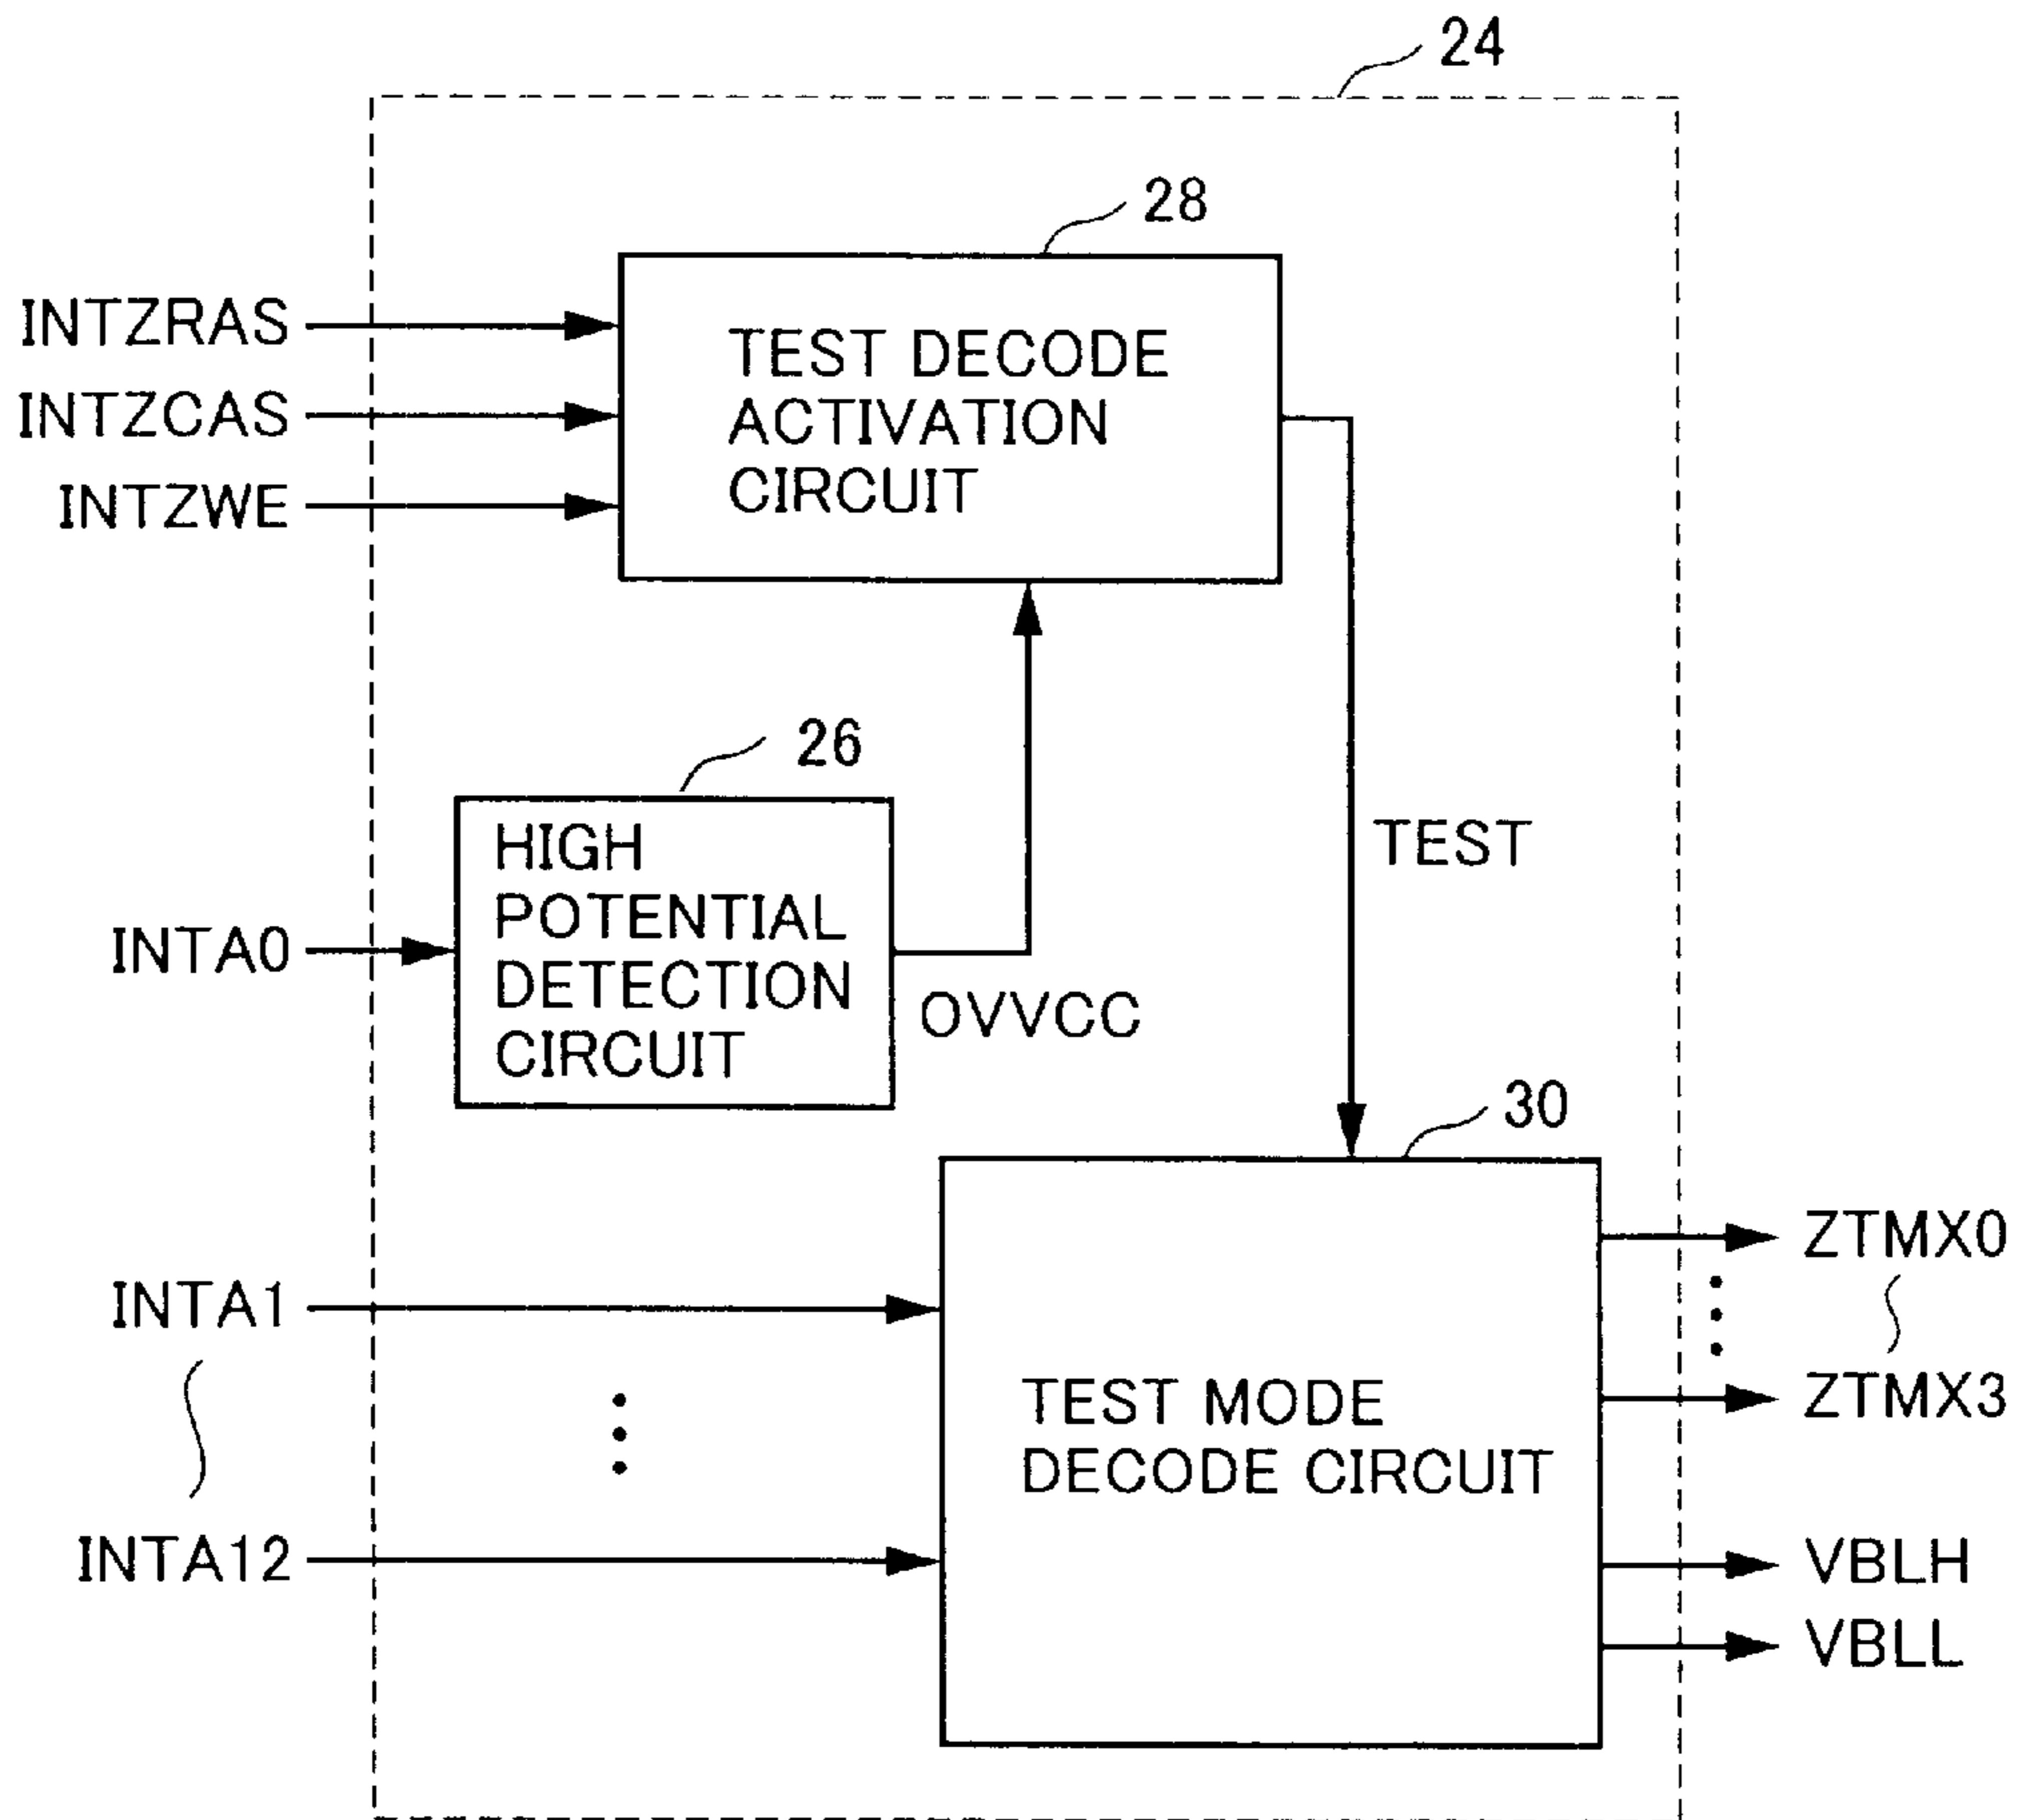 24
28
INTZRAS
INTZCAS
INTZWE
TEST DECODE
ACTIVATION
CIRCUIT
26
HIGH
POTENTIAL
DETECTION
CIRCUIT
INTA0
OVVCC
TEST
30
INTA1
INTA12
TEST MODE
DECODE CIRCUIT
ZTMX0
ZTMX3
VBLH
VBLL